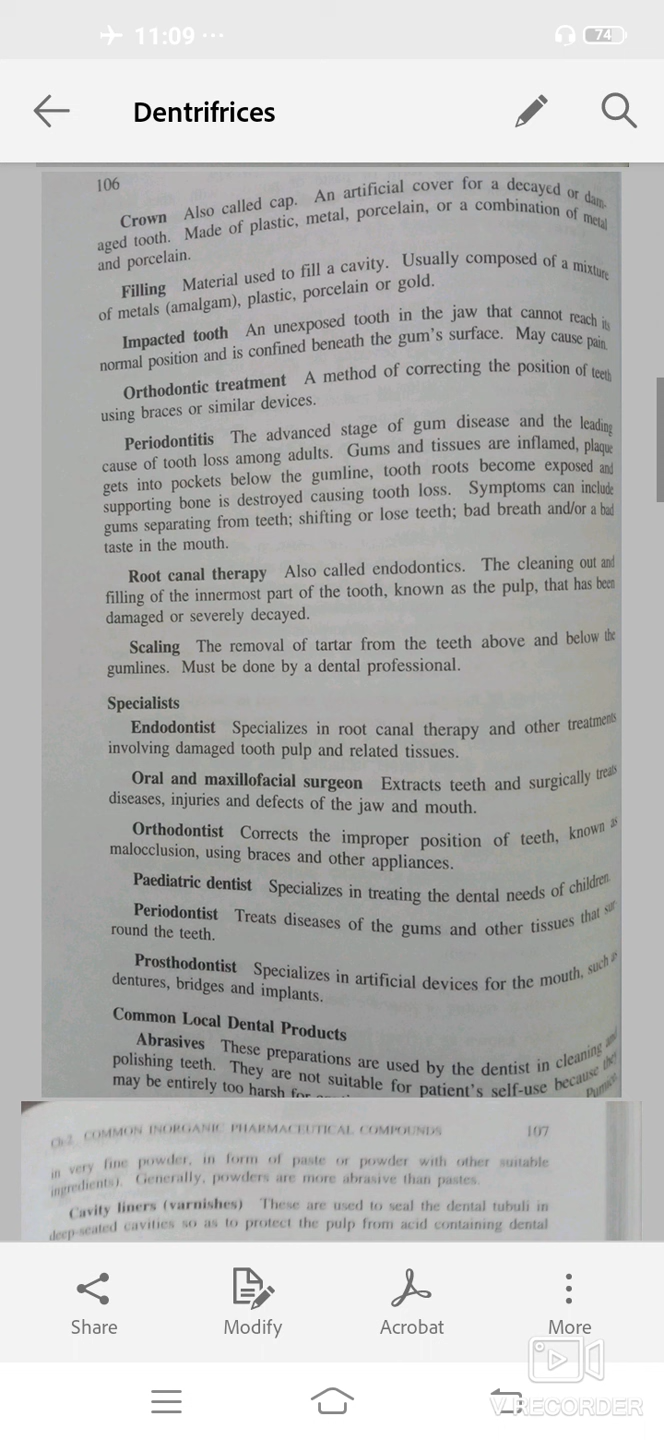 11:09 ...
74
Dentrifrices
106
Crown Also called cap. An artificial cover for a decayed or dam-
aged tooth. Made of plastic, metal, porcelain, or a combination of metal
and porcelain.
Filling Material used to fill a cavity. Usually composed of a mixture
of metals (amalgam), plastic, porcelain or gold.
Impacted tooth An unexposed tooth in the jaw that cannot reach its
normal position and is confined beneath the gum's surface. May cause pain.
Orthodontic treatment A method of correcting the position of teeth
using braces or similar devices.
Periodontitis The advanced stage of gum disease and the leading
cause of tooth loss among adults. Gums and tissues are inflamed, plaque
gets into pockets below the gumline, tooth roots become exposed and
supporting bone is destroyed causing tooth loss. Symptoms can include
gums separating from teeth; shifting or lose teeth; bad breath and/or a bad
taste in the mouth.
Root canal therapy Also called endodontics. The cleaning out and
filling of the innermost part of the tooth, known as the pulp, that has been
damaged or severely decayed.
Scaling The removal of tartar from the teeth above and below the
gumlines. Must be done by a dental professional.
Specialists
Endodontist Specializes in root canal therapy and other treatments
involving damaged tooth pulp and related tissues.
Oral and maxillofacial surgeon Extracts teeth and surgically treats
diseases, injuries and defects of the jaw and mouth.
Orthodontist Corrects the improper position of teeth, known as
malocclusion, using braces and other appliances.
Paediatric dentist Specializes in treating the dental needs of children.
Periodontist Treats diseases of the gums and other tissues that sur-
round the teeth.
Prosthodontist Specializes in artificial devices for the mouth, such as
dentures, bridges and implants.
Common Local Dental Products
Abrasives These preparations are used by the dentist in cleaning and
polishing teeth. They are not suitable for patient's self-use because they
may be entirely too harsh for
Ch-2. COMMON INORGANIC PHARMACEUTICAL COMPOUNDS 107
in very fine powder, in form of paste or powder with other suitable
ingredients). Generally, powders are more abrasive than pastes.
Cavity liners (varnishes) These are used to seal the dental tubuli in
deep-seated cavities so as to protect the pulp from acid containing dental
Share Modify Acrobat More
V RECORDER